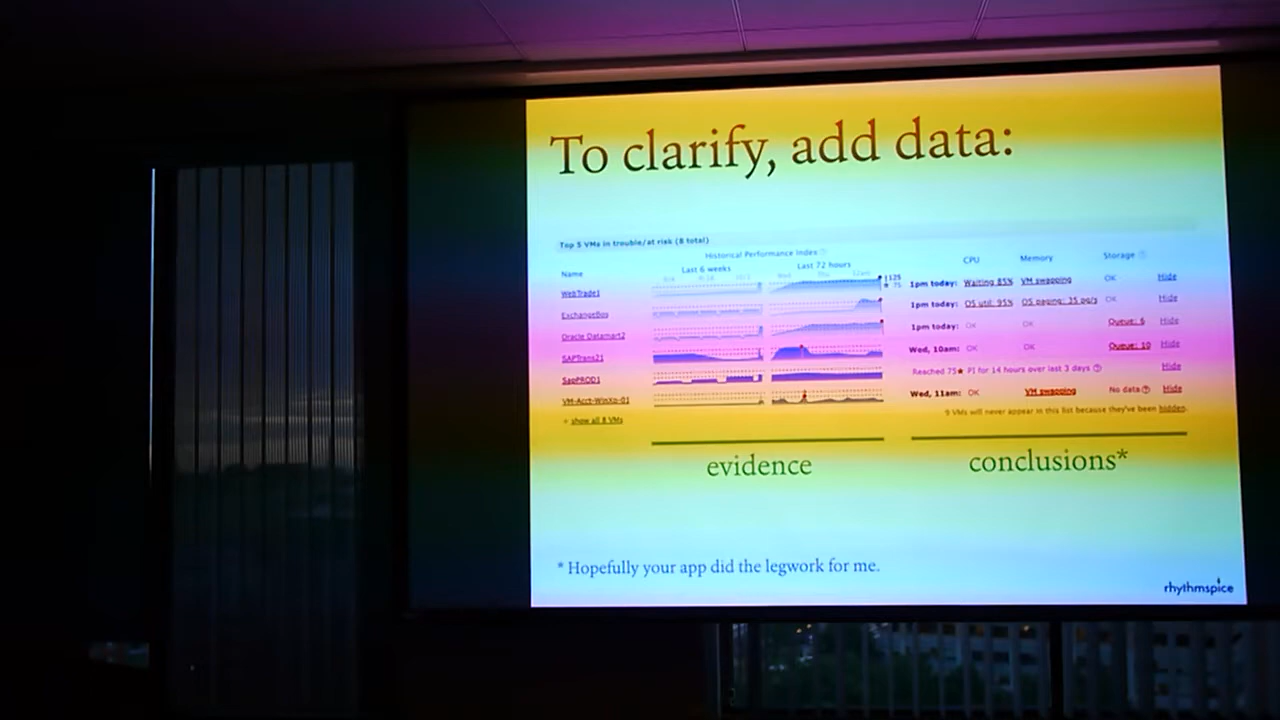 To clarify, add data:
Top 5 VMs in trouble/at risk (8 total)
Historical Performance Index
Name Last 6 weeks Last 72 hours CPU Memory Storage
Wed 12am
WebTrade1 125 75 1pm today: Waiting 85% VM swapping OK Hide
ExchangeBos 1pm today: OS util: 95% OS paging: 25 pg/s OK Hide
Oracle Datamart2 1pm today: OK OK Queue: 6 Hide
SAPTrans21 Wed, 10am: OK OK Queue: 10 Hide
SapPROD1 Reached 75★ PI for 14 hours over last 3 days Hide
VM-Acct-WinXp-01 Wed, 11am: OK VM swapping No data Hide
+ show all 8 VMs
9 VMs will never appear in this list because they've been hidden.
evidence conclusions*
* Hopefully your app did the legwork for me.
rhythmspice